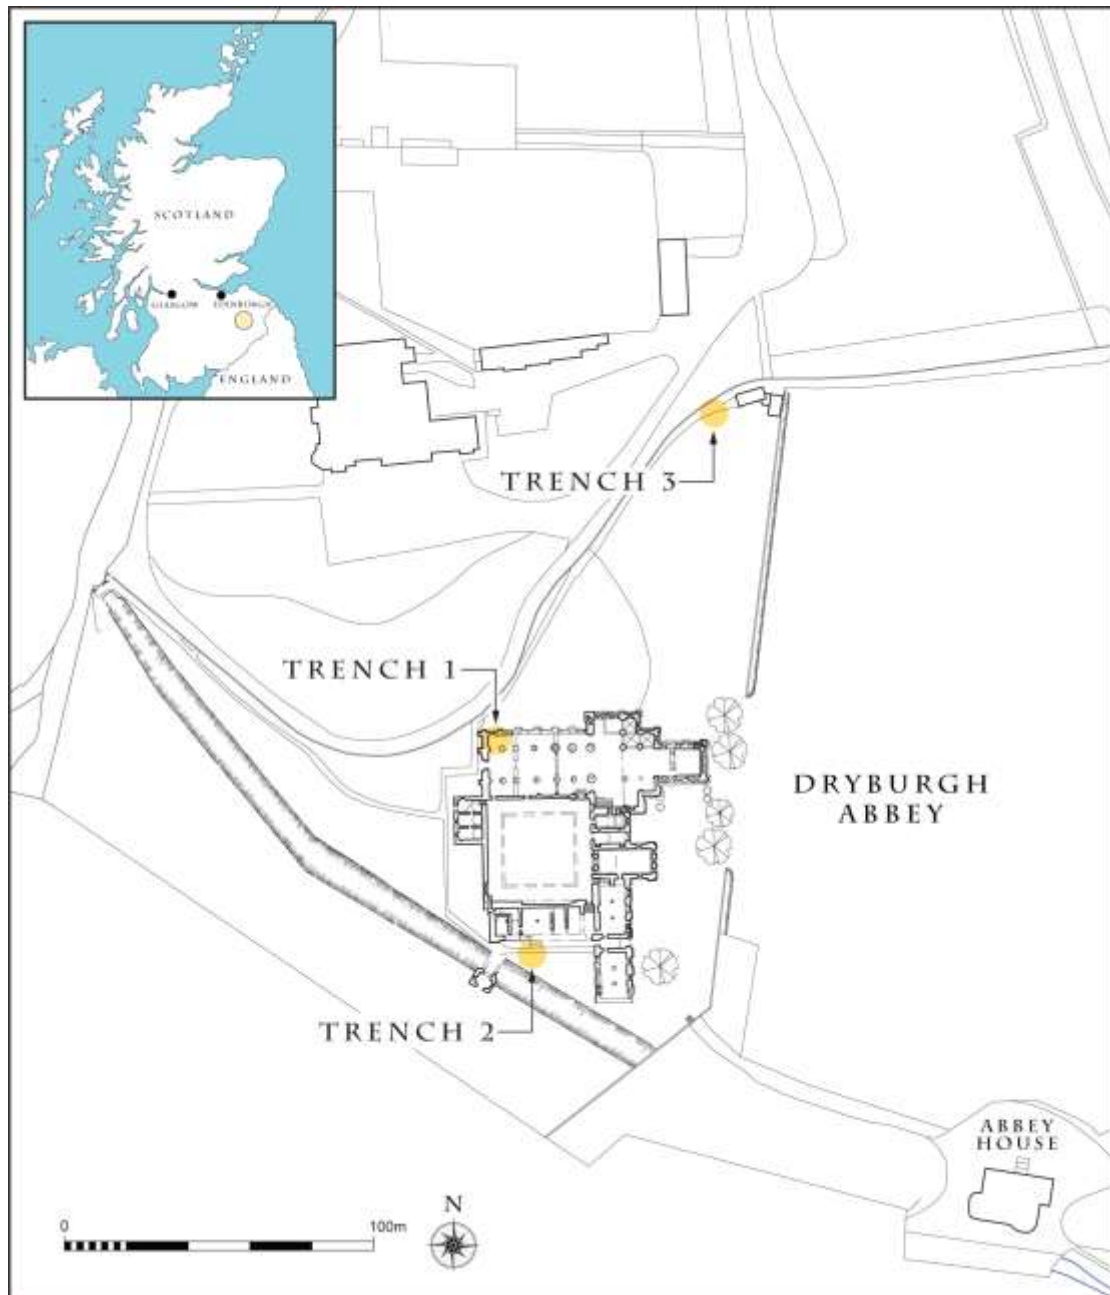 SCOTLAND
GLASGOW
EDINBURGH
ENGLAND
TRENCH 3
TRENCH 1
DRYBURGH
ABBEY
TRENCH 2
ABBEY
HOUSE
0
100m
N